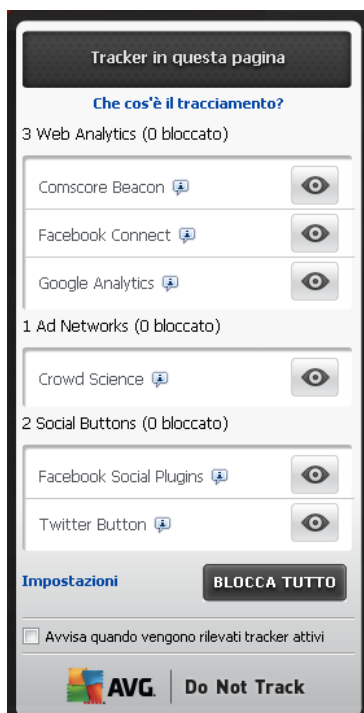 Tracker in questa pagina
Che cos'è il tracciamento?
3 Web Analytics (0 bloccato)
Comscore Beacon
Facebook Connect
Google Analytics
1 Ad Networks (0 bloccato)
Crowd Science
2 Social Buttons (0 bloccato)
Facebook Social Plugins
Twitter Button
Impostazioni BLOCCA TUTTO
Avvisa quando vengono rilevati tracker attivi
AVG. Do Not Track